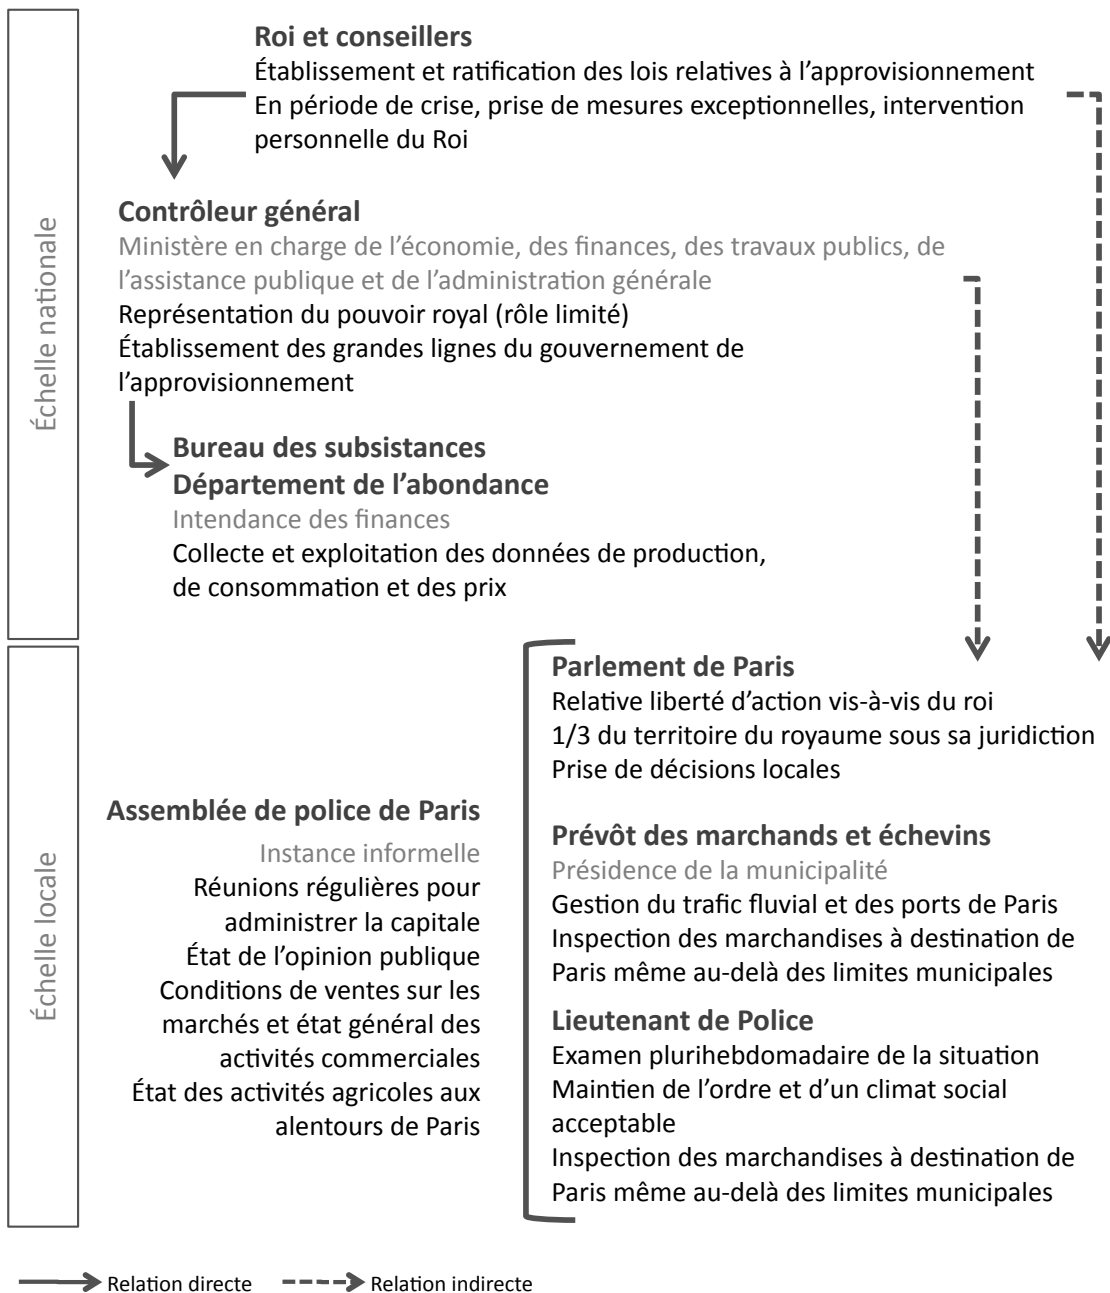 Échelle nationale
Roi et conseillers
Établissement et ratification des lois relatives à l'approvisionnement
En période de crise, prise de mesures exceptionnelles, intervention
personnelle du Roi
Contrôleur général
Ministère en charge de l'économie, des finances, des travaux publics, de
l'assistance publique et de l'administration générale
Représentation du pouvoir royal (rôle limité)
Établissement des grandes lignes du gouvernement de
l'approvisionnement
Bureau des subsistances
Département de l'abondance
Intendance des finances
Collecte et exploitation des données de production,
de consommation et des prix
Échelle locale
Assemblée de police de Paris
Instance informelle
Réunions régulières pour
administrer la capitale
État de l'opinion publique
Conditions de ventes sur les
marchés et état général des
activités commerciales
État des activités agricoles aux
alentours de Paris
Parlement de Paris
Relative liberté d'action vis-à-vis du roi
1/3 du territoire du royaume sous sa juridiction
Prise de décisions locales
Prévôt des marchands et échevins
Présidence de la municipalité
Gestion du trafic fluvial et des ports de Paris
Inspection des marchandises à destination de
Paris même au-delà des limites municipales
Lieutenant de Police
Examen plurihebdomadaire de la situation
Maintien de l'ordre et d'un climat social
acceptable
Inspection des marchandises à destination de
Paris même au-delà des limites municipales
Relation directe
Relation indirecte